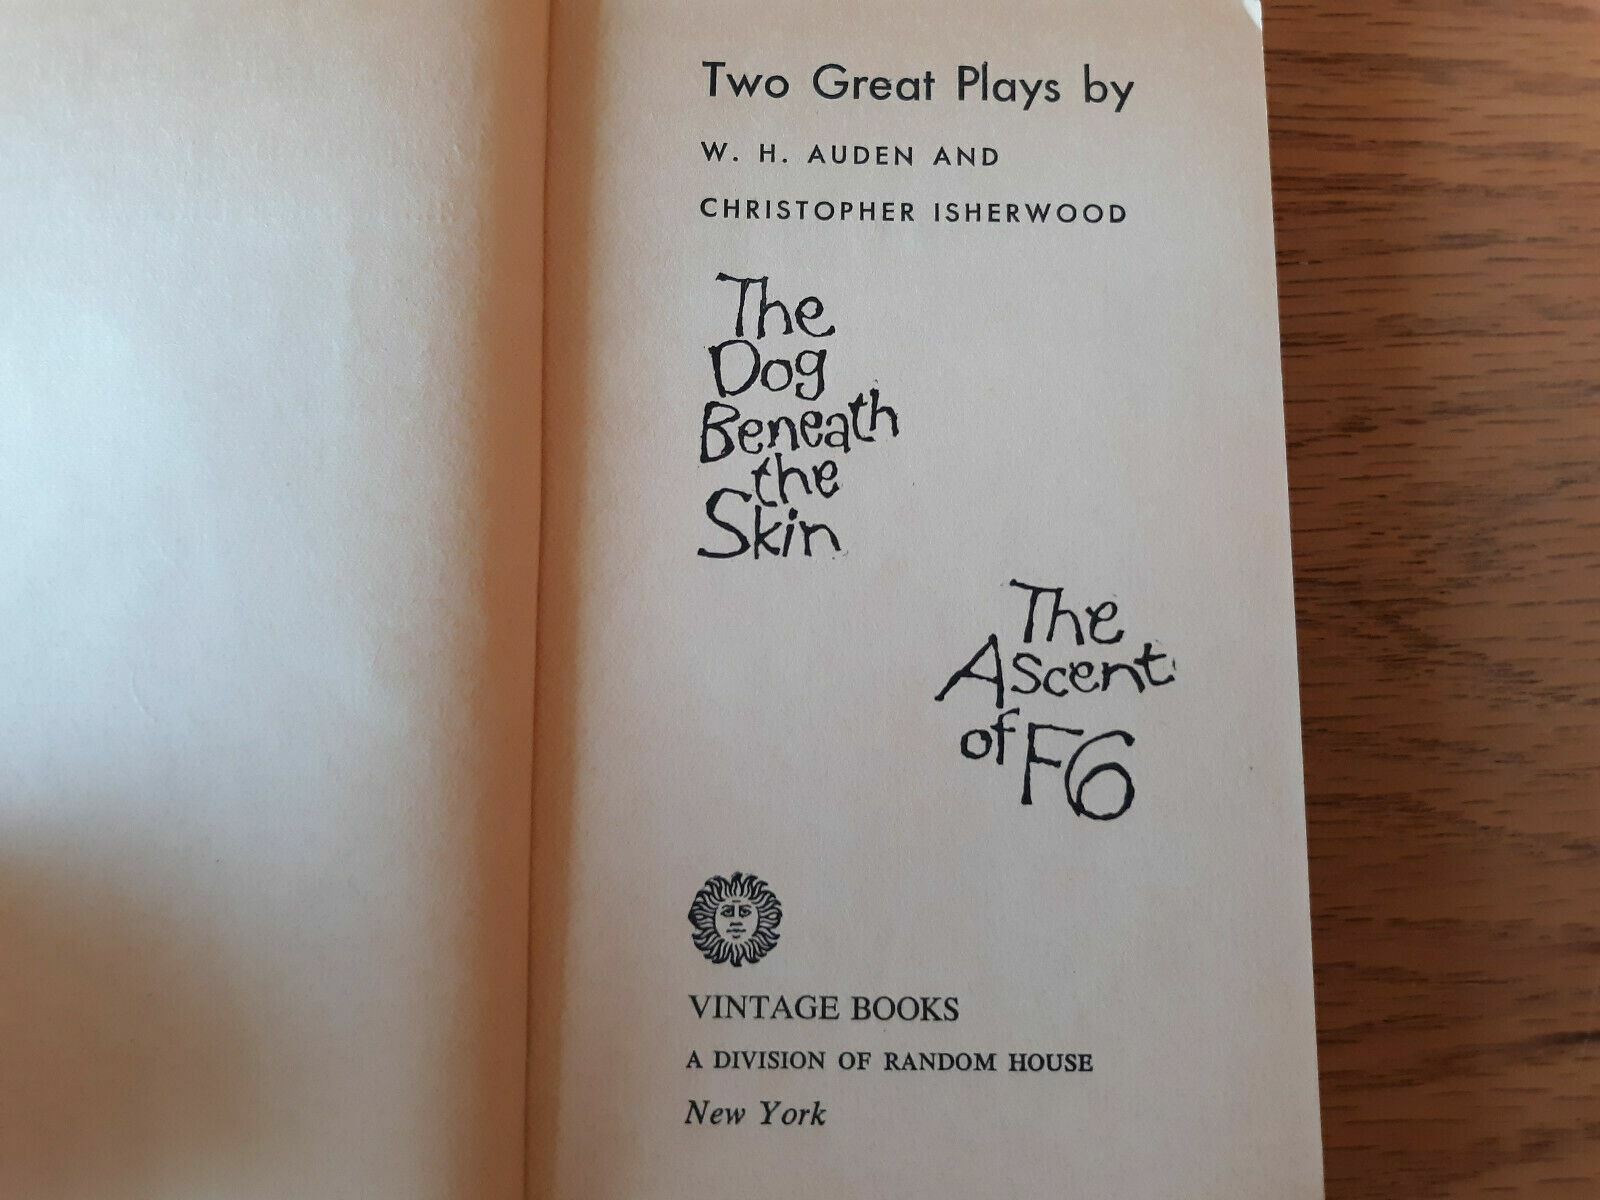 Two Great Plays by
W. H. AUDEN AND
CHRISTOPHER ISHERWOOD
The
Dog
Beneath
the
Skin
The
Ascent
of F6
VINTAGE BOOKS
A DIVISION OF RANDOM HOUSE
New York